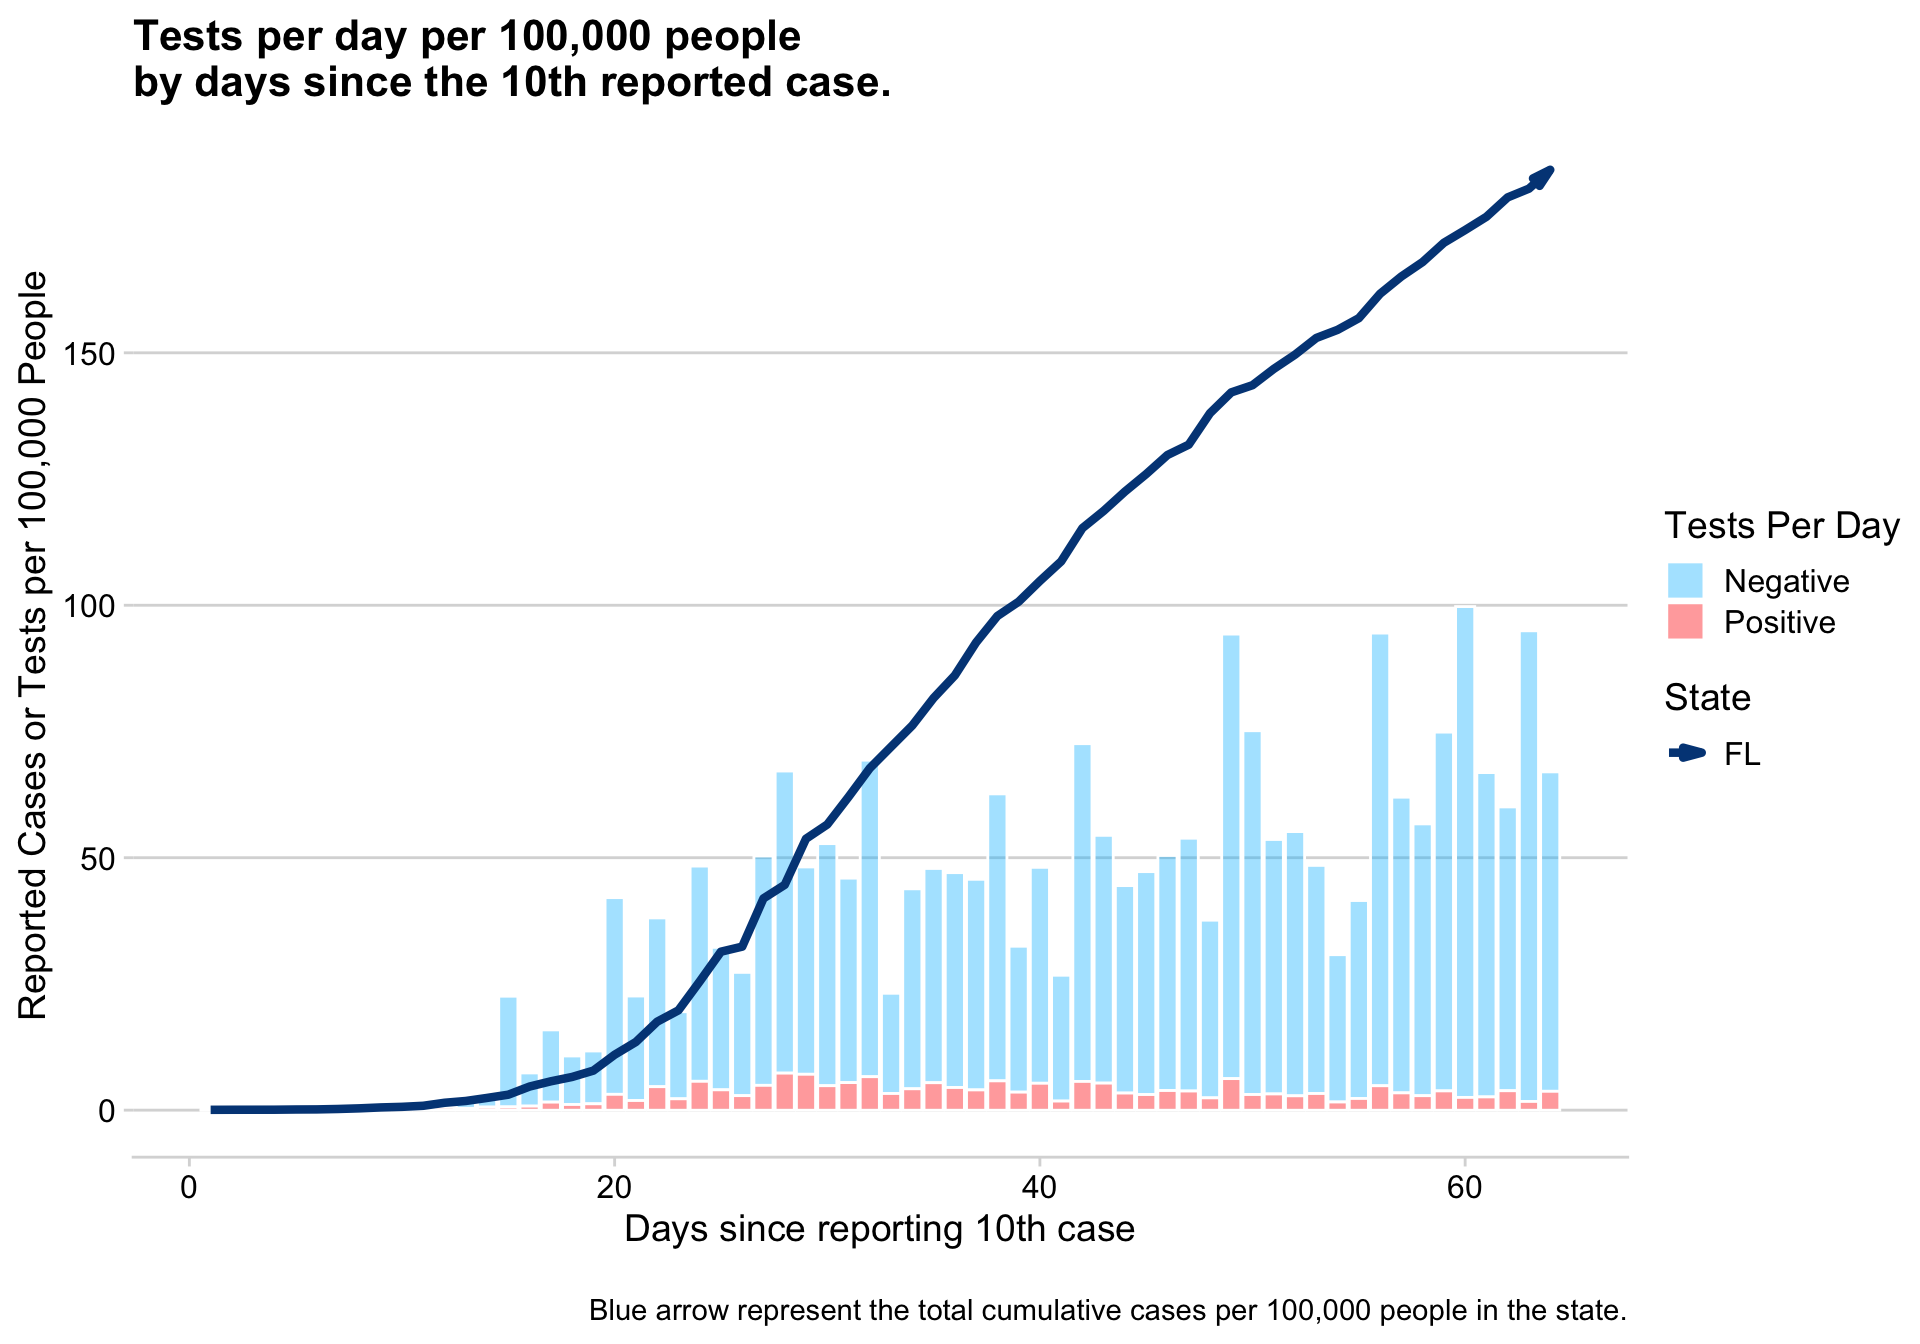 Tests per day per 100,000 people
by days since the 10th reported case.
Reported Cases or Tests per 100,000 People
150
100
50
0
0
20
40
60
Days since reporting 10th case
Tests Per Day
Negative
Positive
State
FL
Blue arrow represent the total cumulative cases per 100,000 people in the state.